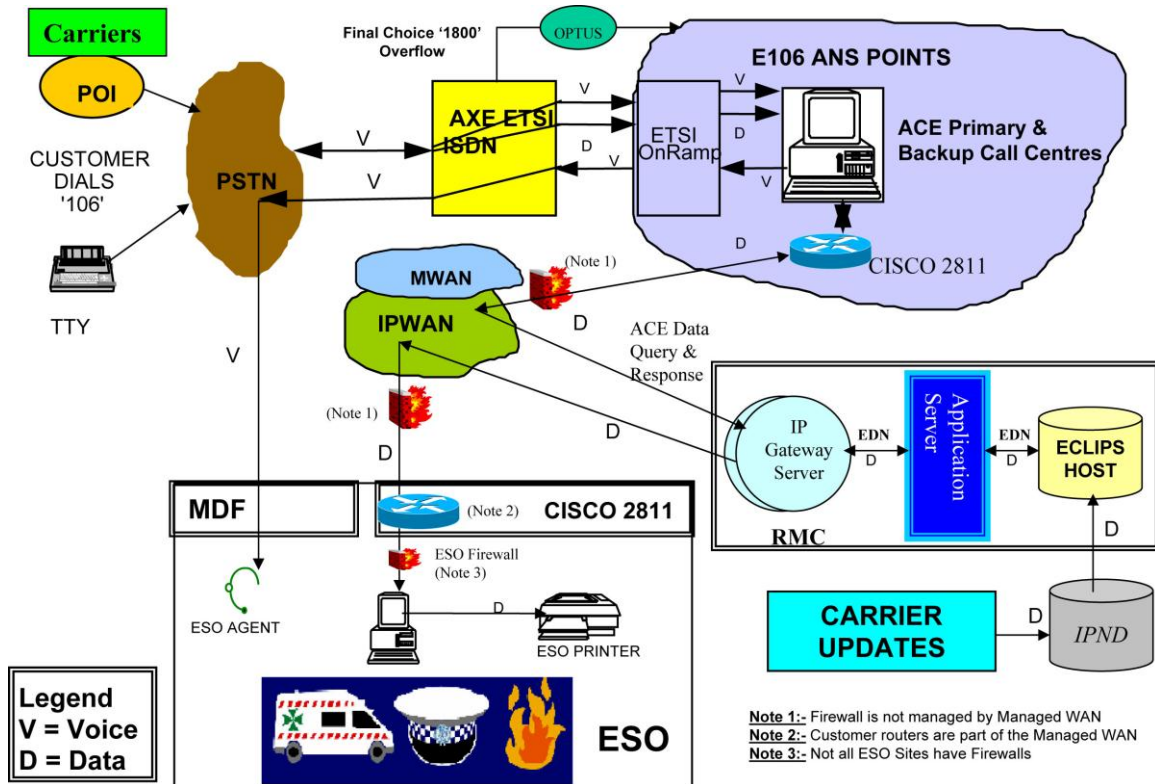 Carriers
POI
CUSTOMER
DIALS
'106'
TTY
PSTN
V
V
V
Final Choice ‘1800’
Overflow
OPTUS
AXE ETSI
ISDN
V
D
V
E106 ANS POINTS
ETSI
OnRamp
V
D
V
ACE Primary &
Backup Call Centres
D
CISCO 2811
MWAN
IPWAN
(Note 1)
D
ACE Data
Query &
Response
(Note 1)
D
D
IP
Gateway
Server
EDN
D
Application
Server
EDN
D
ECLIPS
HOST
RMC
D
CARRIER
UPDATES
D
IPND
MDF
(Note 2)
CISCO 2811
ESO Firewall
(Note 3)
ESO AGENT
D
ESO PRINTER
ESO
Legend
V = Voice
D = Data
Note 1:- Firewall is not managed by Managed WAN
Note 2:- Customer routers are part of the Managed WAN
Note 3:- Not all ESO Sites have Firewalls